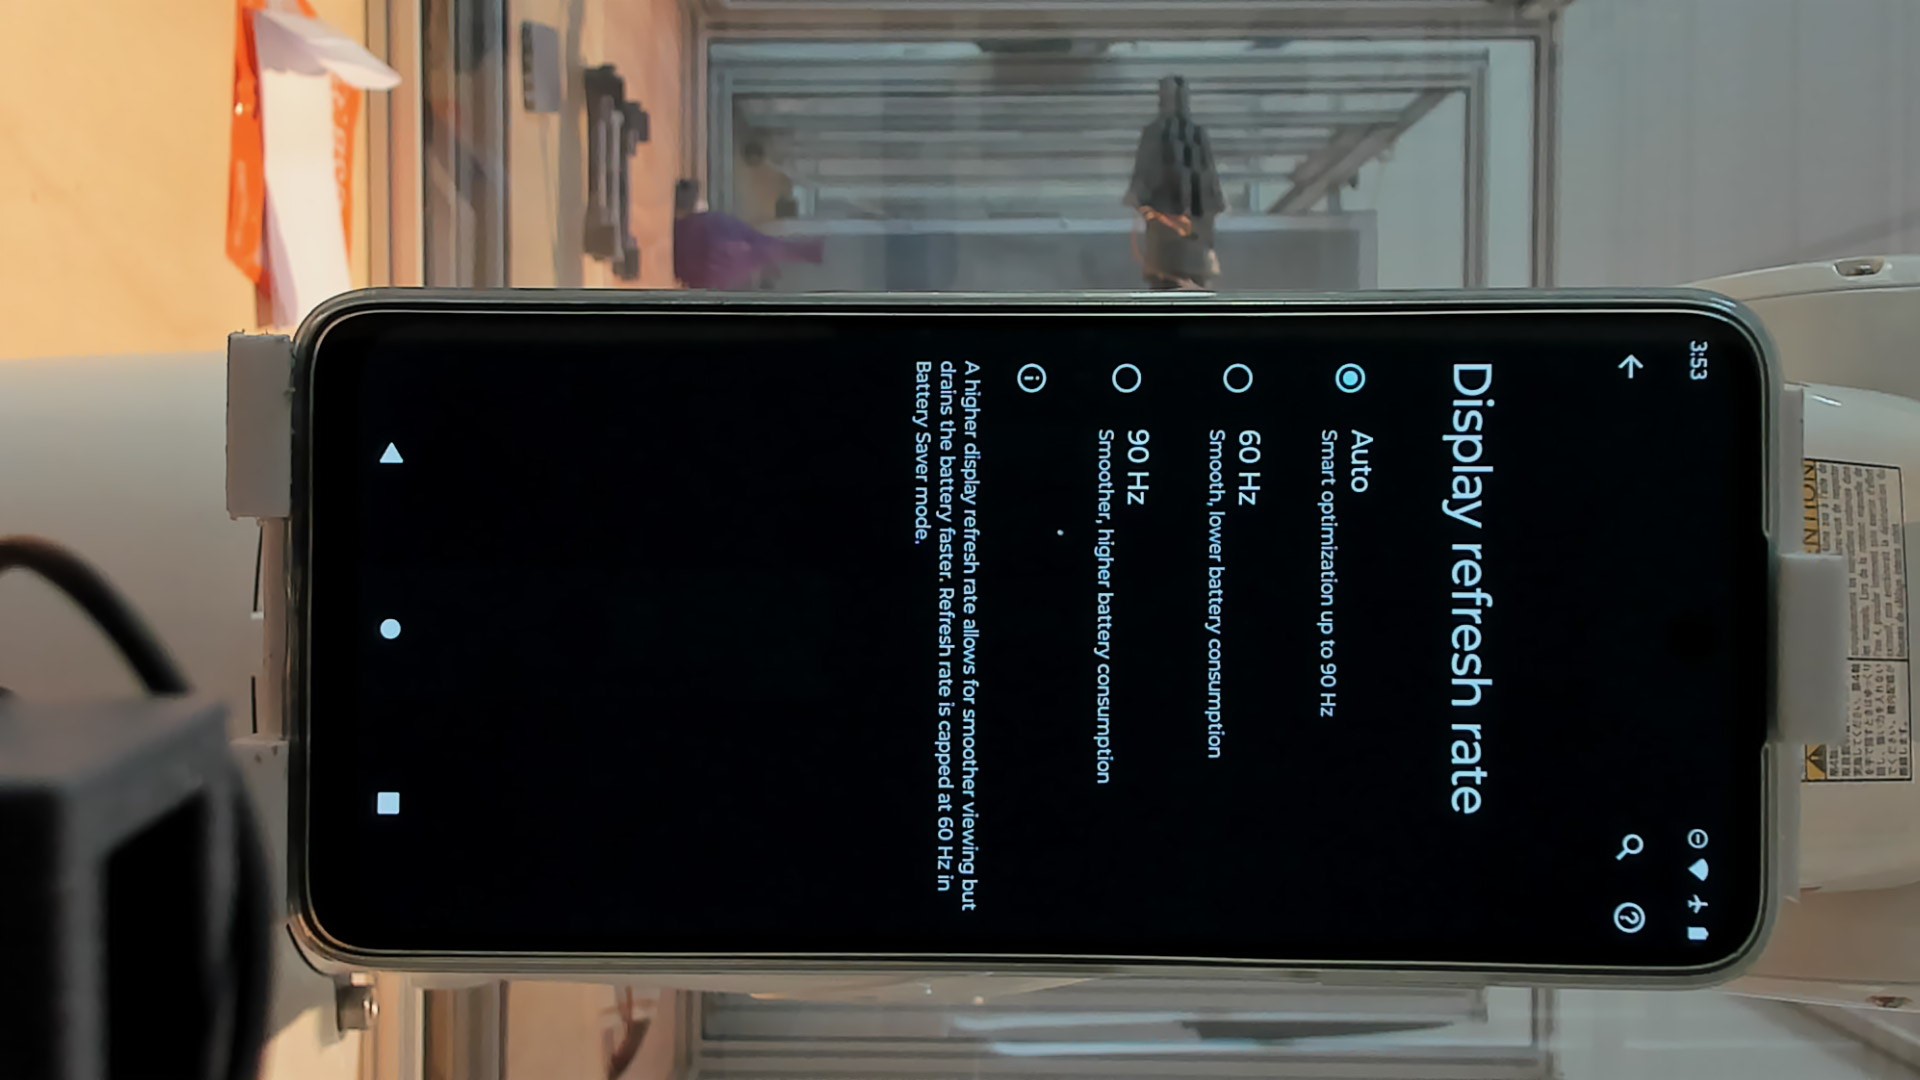 3:53
Display refresh rate
Auto
Smart optimization up to 90 Hz
60 Hz
Smooth, lower battery consumption
90 Hz
Smoother, higher battery consumption
A higher display refresh rate allows for smoother viewing but
drains the battery faster. Refresh rate is capped at 60 Hz in
Battery Saver mode.